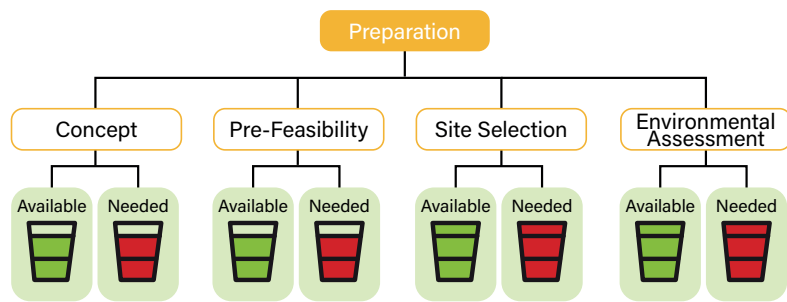 Preparation
Concept
Pre-Feasibility
Site Selection
Environmental
Assessment
Available
Needed
Available
Needed
Available
Needed
Available
Needed